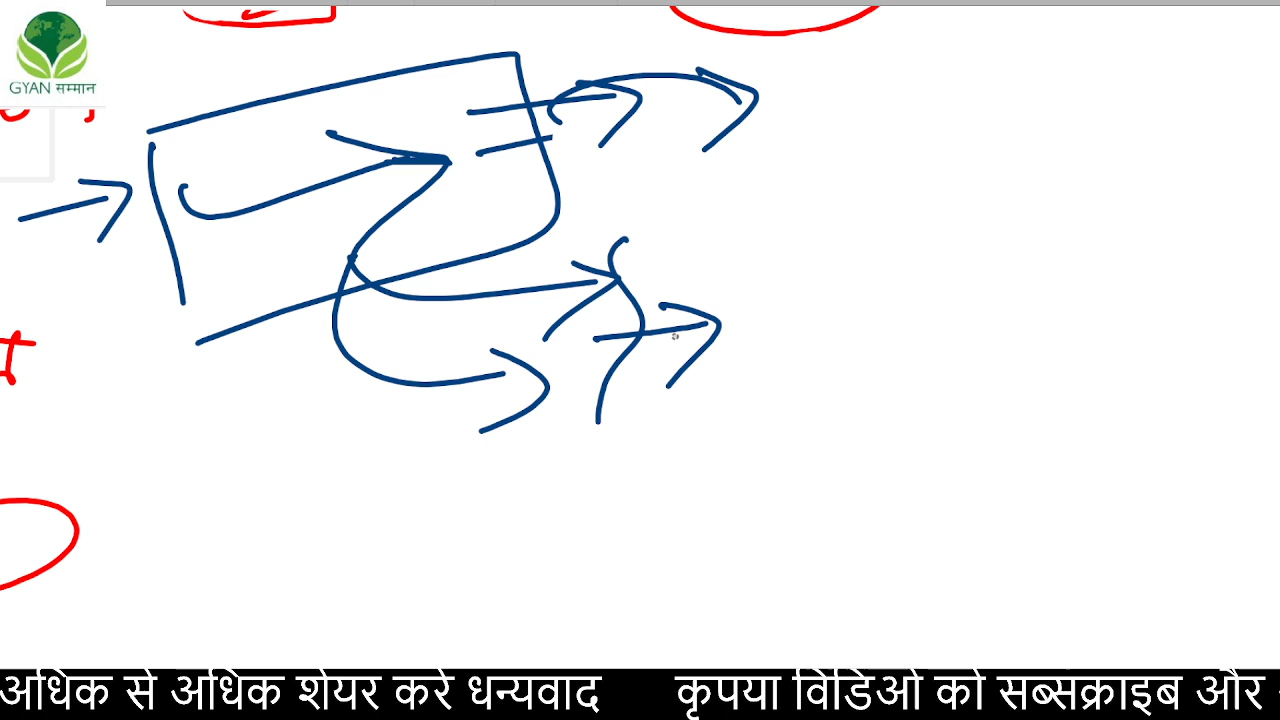 GYAN सम्मान
अधिक से अधिक शेयर करे धन्यवाद कृपया विडिओ को सब्सक्राइब और